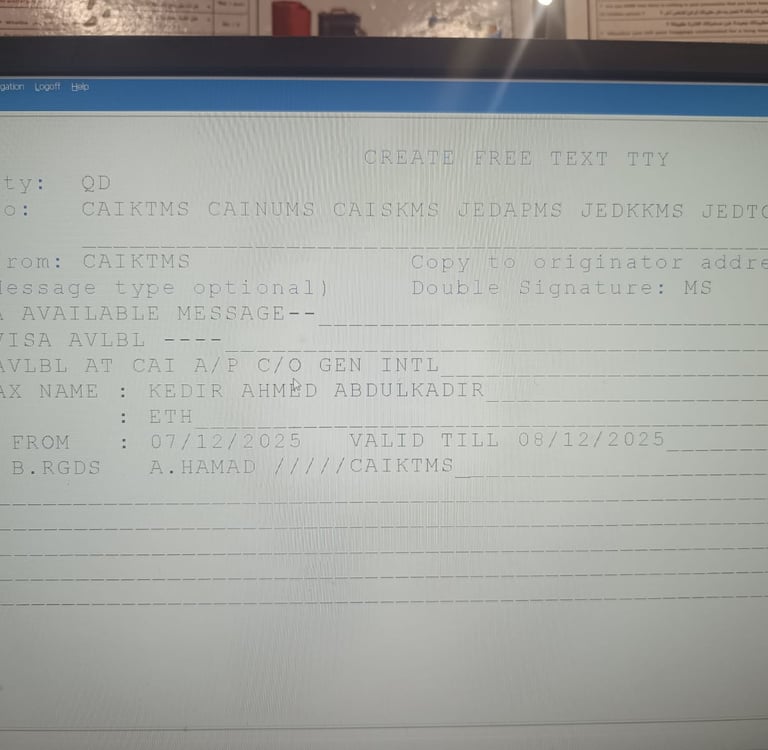 gation Logoff Help
CREATE FREE TEXT TTY
ty: QD
o: CAIKTMS CAINUMS CAISKMS JEDAPMS JEDKKMS JEDTC
rom: CAIKTMS Copy to originator addre
essage type optional) Double Signature: MS
A AVAILABLE MESSAGE--
VISA AVLBL ----
AVLBL AT CAI A/P C/O GEN INTL
AX NAME : KEDIR AHMED ABDULKADIR
: ETH
FROM : 07/12/2025 VALID TILL 08/12/2025
B.RGDS A.HAMAD /////CAIKTMS